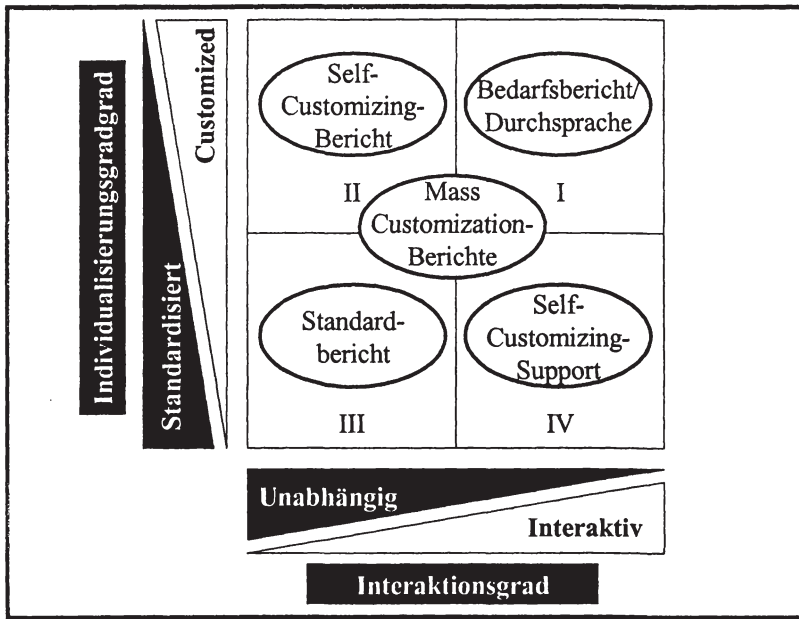 Individualisierungsgradgrad
Standardisiert
Customized
Self-
Customizing-
Bericht
Bedarfsbericht/
Durchsprache
II
I
Mass
Customization-
Berichte
Standard-
bericht
Self-
Customizing-
Support
III
IV
Unabhängig
Interaktiv
Interaktionsgrad